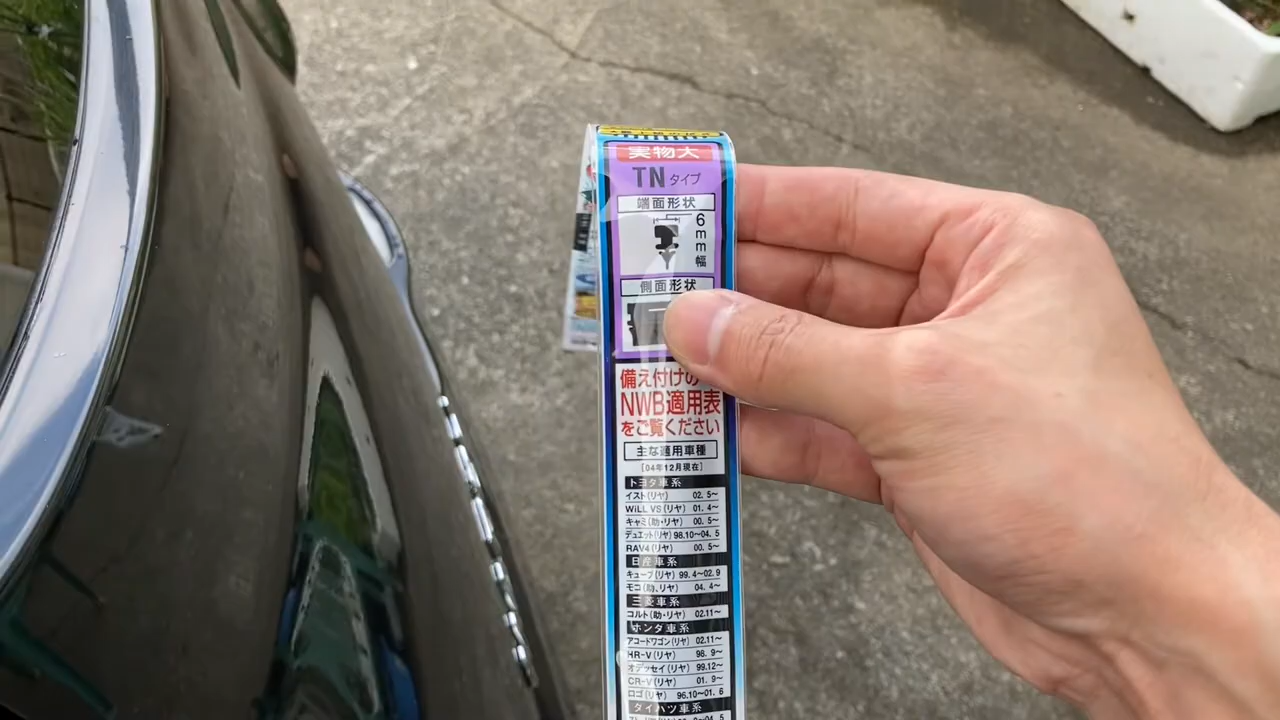 実物大
TNタイプ
端面形状
6mm幅
側面形状
備え付けの
NWB適用表
をご覧ください
主な適用車種
［04年12月現在］
トヨタ車系
イスト(リヤ) 02. 5〜
WiLL VS(リヤ) 01. 4〜
キャミ(助・リヤ) 00. 5〜
デュエット(リヤ) 98.10〜04. 5
RAV4(リヤ) 00. 5〜
日産車系
キューブ(リヤ) 99. 4〜02. 9
モコ(助、リヤ) 04. 4〜
三菱車系
コルト(助・リヤ) 02.11〜
ホンダ車系
アコードワゴン(リヤ) 02.11〜
HR-V(リヤ) 98. 9〜
オデッセイ(リヤ) 99.12〜
CR-V(リヤ) 01. 9〜
ロゴ(リヤ) 96.10〜01. 6
ダイハツ車系